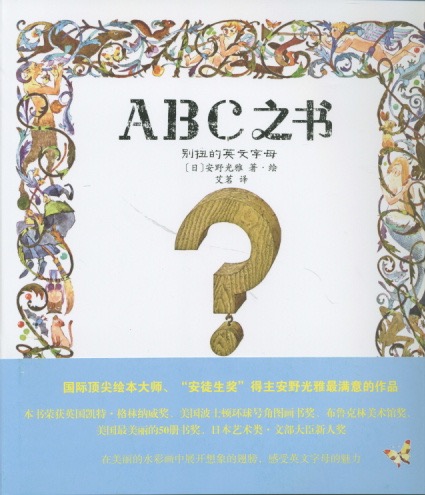 ABC之书
别扭的英文字母
[日]安野光雅 著·绘
艾茗 译
国际顶尖绘本大师、“安徒生奖”得主安野光雅最满意的作品
本书荣获英国凯特·格林纳威奖、美国波士顿环球号角图画书奖、布鲁克林美术馆奖、
美国最美丽的50册书奖、日本艺术类·文部大臣新人奖
在美丽的水彩画中展开想象的翅膀,感受英文字母的魅力